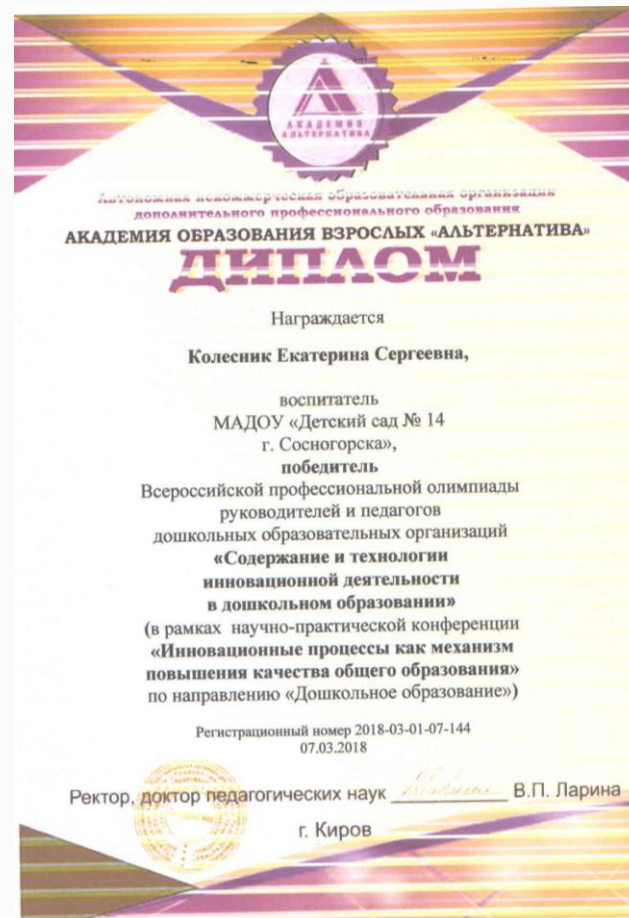 АКАДЕМИЯ
АЛЬТЕРНАТИВА
Автономная некоммерческая образовательная организация
дополнительного профессионального образования
АКАДЕМИЯ ОБРАЗОВАНИЯ ВЗРОСЛЫХ «АЛЬТЕРНАТИВА»
ДИПЛОМ
Награждается
Колесник Екатерина Сергеевна,
воспитатель
МАДОУ «Детский сад № 14
г. Сосногорска»,
победитель
Всероссийской профессиональной олимпиады
руководителей и педагогов
дошкольных образовательных организаций
«Содержание и технологии
инновационной деятельности
в дошкольном образовании»
(в рамках научно-практической конференции
«Инновационные процессы как механизм
повышения качества общего образования»
по направлению «Дошкольное образование»)
Регистрационный номер 2018-03-01-07-144
07.03.2018
Ректор, доктор педагогических наук В.П. Ларина
г. Киров